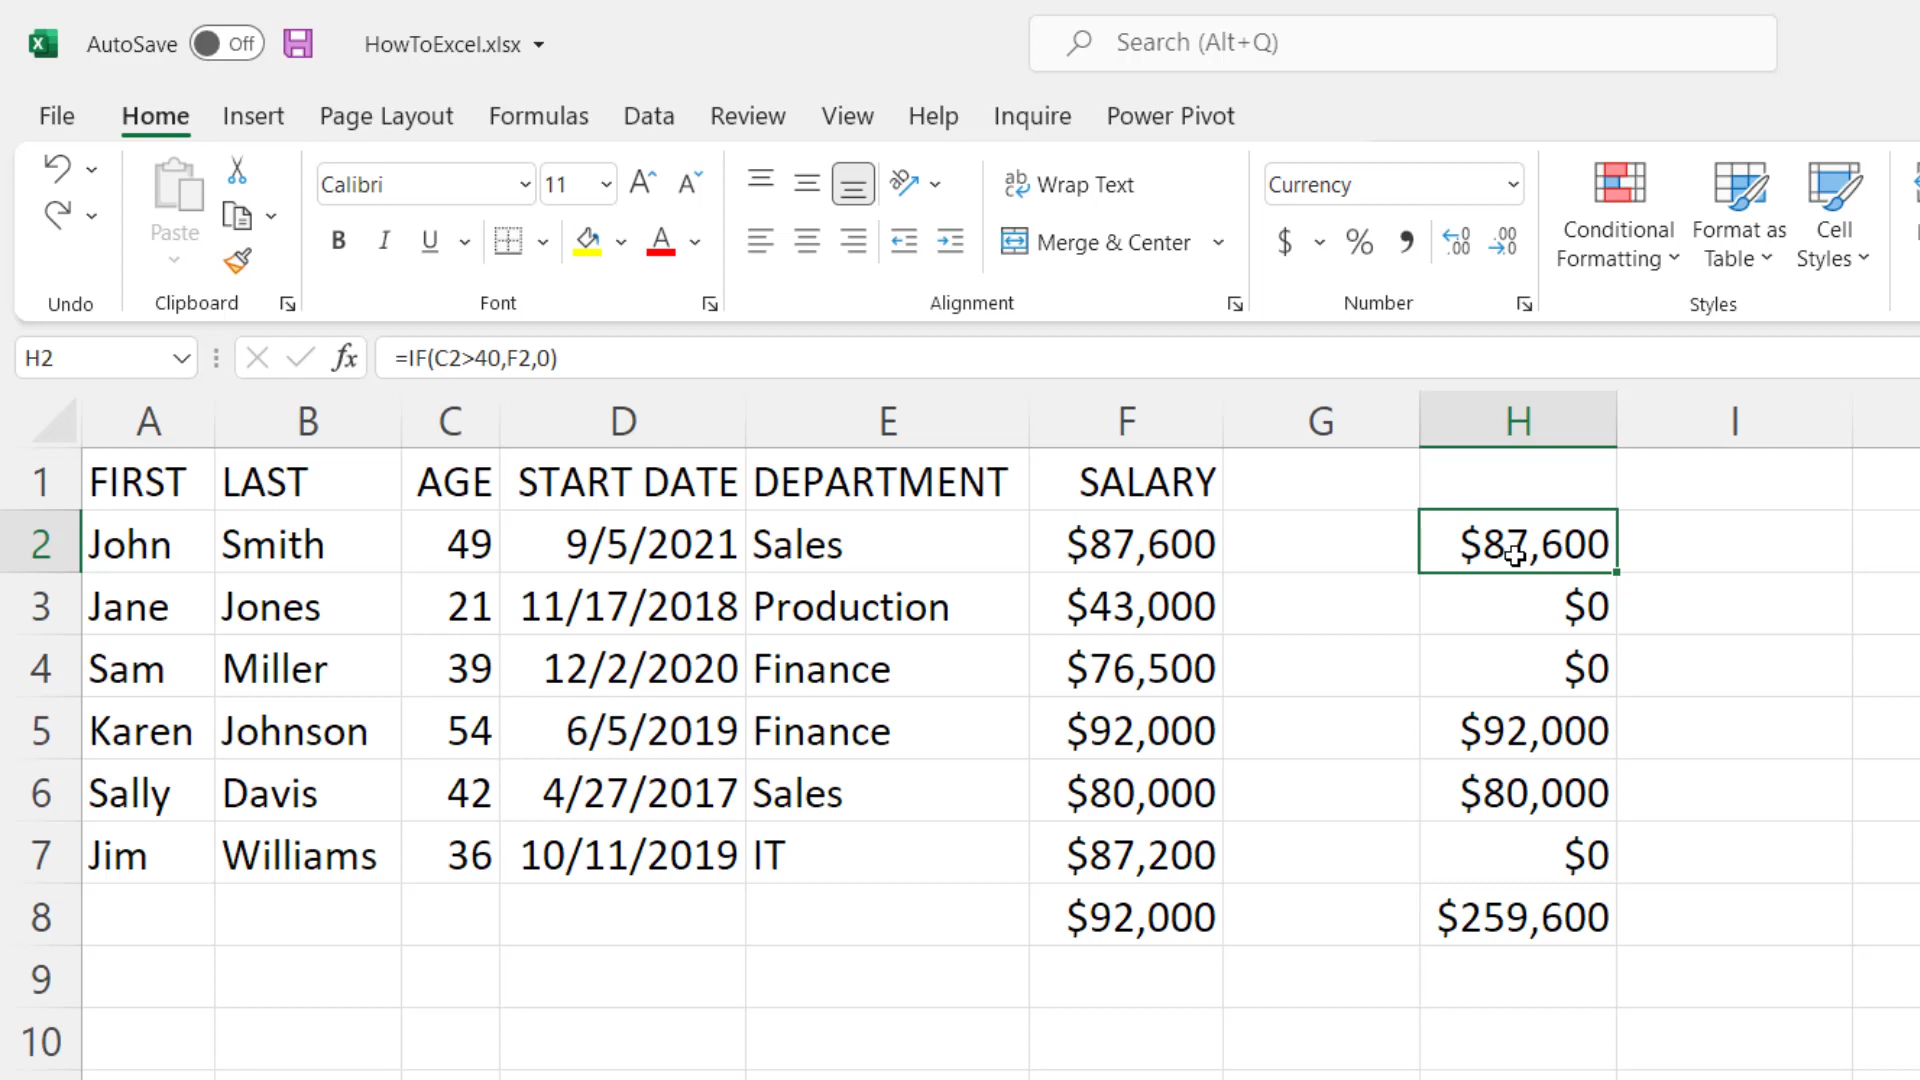 AutoSave Off HowToExcel.xlsx Search (Alt+Q)
File Home Insert Page Layout Formulas Data Review View Help Inquire Power Pivot
Paste
Calibri 11
B I U A
ab Wrap Text
Merge & Center
Currency
$ % 9 .00 .00
Conditional Formatting
Format as Table
Cell Styles
Undo Clipboard Font Alignment Number Styles
H2 fx =IF(C2>40,F2,0)
A B C D E F G H I
1 FIRST LAST AGE START DATE DEPARTMENT SALARY
2 John Smith 49 9/5/2021 Sales $87,600 $87,600
3 Jane Jones 21 11/17/2018 Production $43,000 $0
4 Sam Miller 39 12/2/2020 Finance $76,500 $0
5 Karen Johnson 54 6/5/2019 Finance $92,000 $92,000
6 Sally Davis 42 4/27/2017 Sales $80,000 $80,000
7 Jim Williams 36 10/11/2019 IT $87,200 $0
8 $92,000 $259,600
9
10